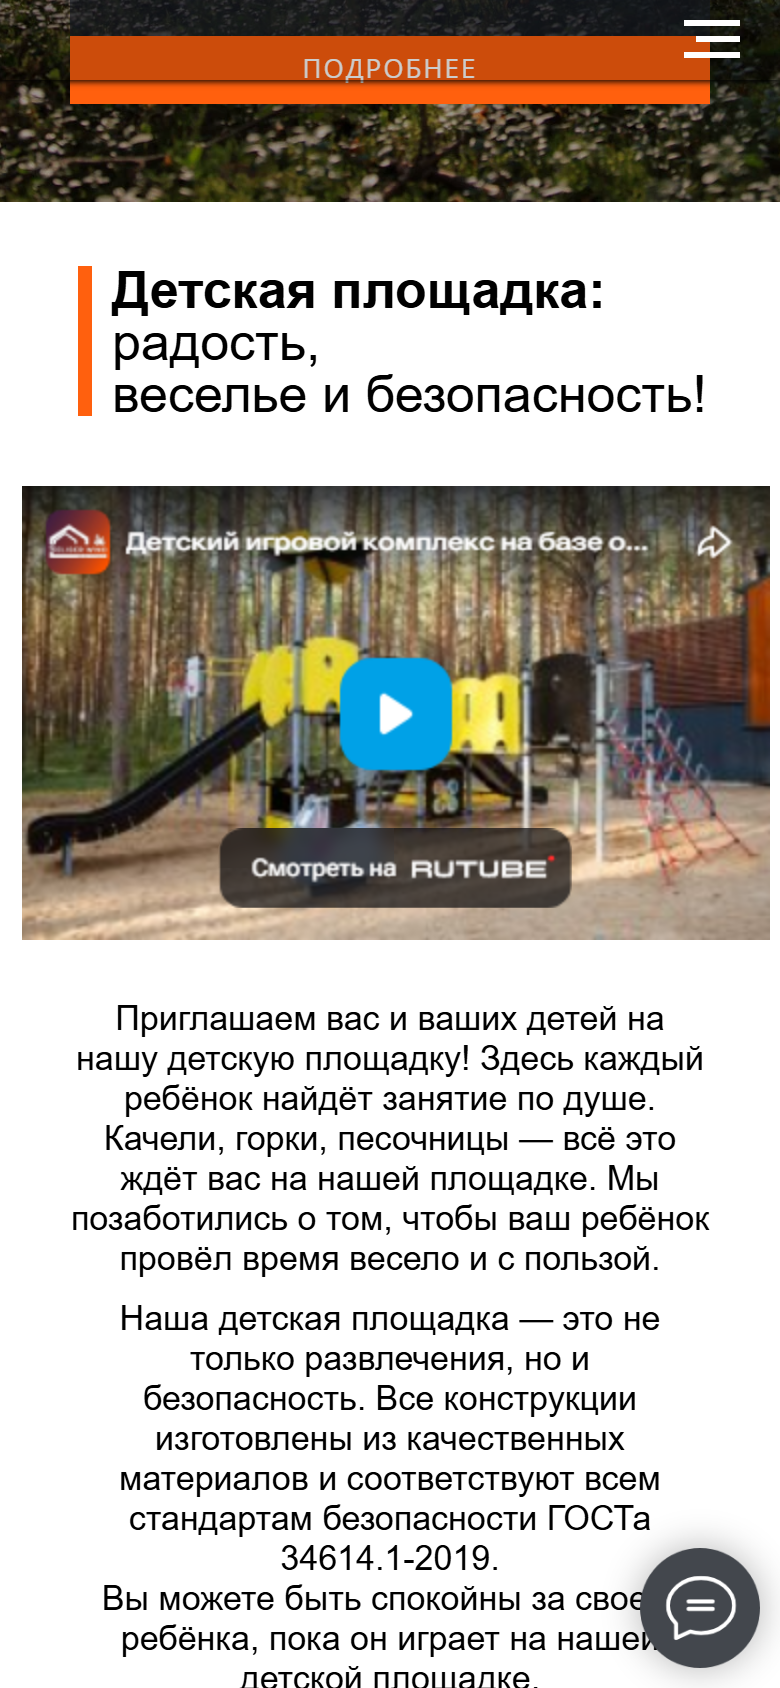 ПОДРОБНЕЕ
Детская площадка:
радость,
веселье и безопасность!
Детский игровой комплекс на базе о...
Смотреть на RUTUBE
Приглашаем вас и ваших детей на
нашу детскую площадку! Здесь каждый
ребёнок найдёт занятие по душе.
Качели, горки, песочницы — всё это
ждёт вас на нашей площадке. Мы
позаботились о том, чтобы ваш ребёнок
провёл время весело и с пользой.
Наша детская площадка — это не
только развлечения, но и
безопасность. Все конструкции
изготовлены из качественных
материалов и соответствуют всем
стандартам безопасности ГОСТа
34614.1-2019.
Вы можете быть спокойны за свое
ребёнка, пока он играет на нашей
детской площадке.